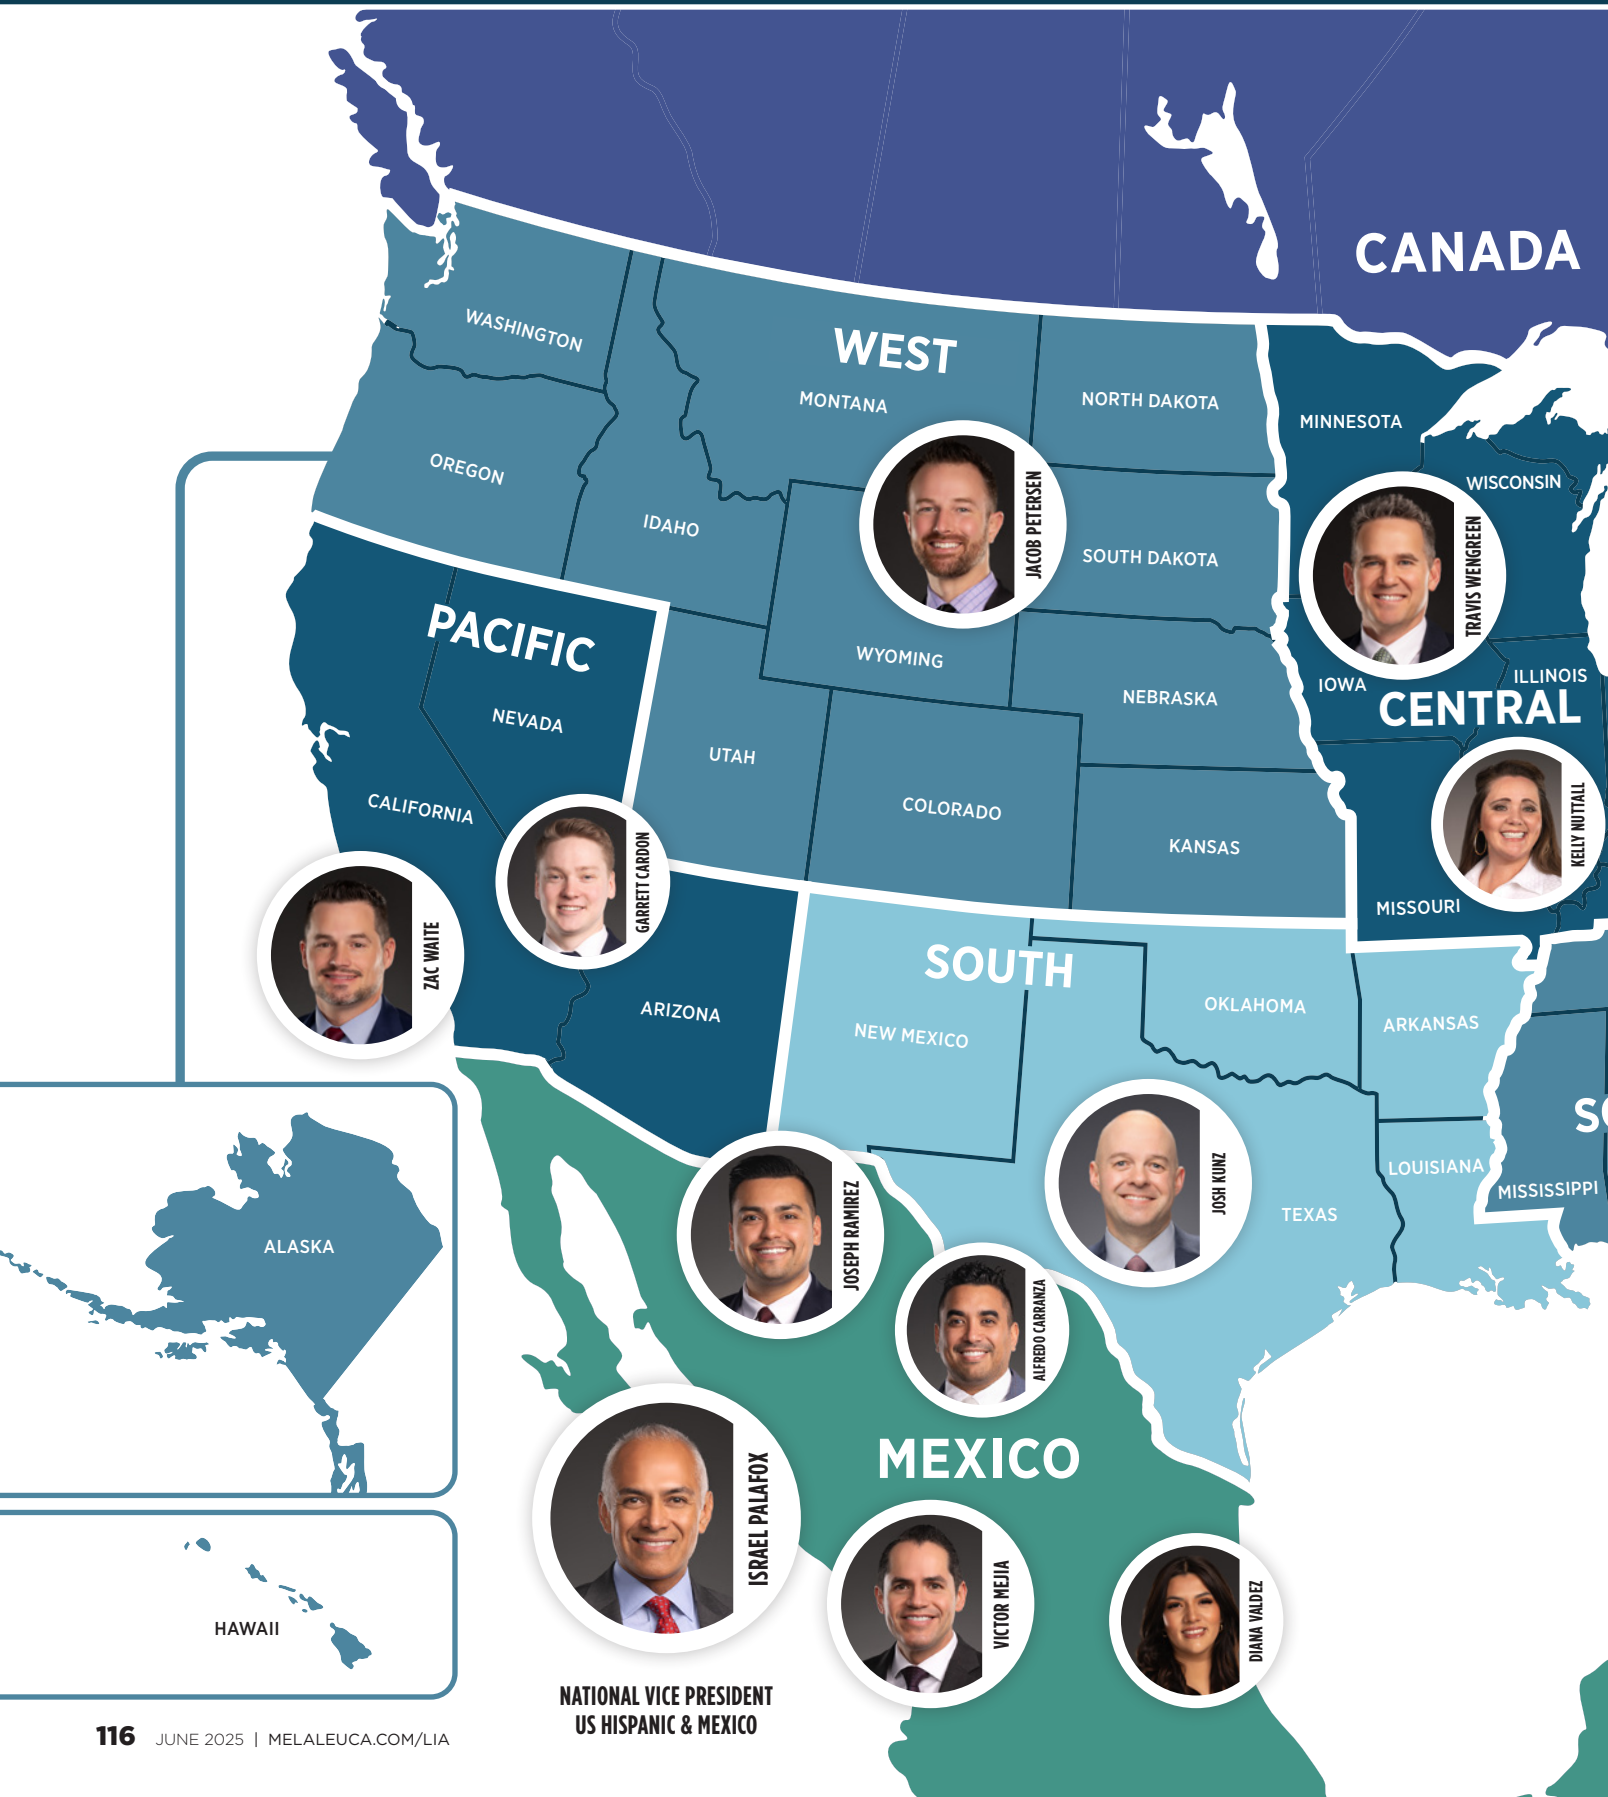 CANADA
WEST
WASHINGTON
MONTANA
NORTH DAKOTA
MINNESOTA
OREGON
IDAHO
JACOB PETERSEN
SOUTH DAKOTA
WISCONSIN
TRAVIS WENGREEN
PACIFIC
WYOMING
NEBRASKA
IOWA
ILLINOIS
CENTRAL
NEVADA
UTAH
CALIFORNIA
COLORADO
KANSAS
KELLY NUTTALL
GARRETT CARDON
MISSOURI
ZAC WAITE
SOUTH
ARIZONA
NEW MEXICO
OKLAHOMA
ARKANSAS
JOSEPH RAMIREZ
JOSH KUNZ
TEXAS
LOUISIANA
MISSISSIPPI
ALASKA
ALFREDO CARRANZA
MEXICO
ISRAEL PALAFOX
VICTOR MEJIA
DIANA VALDEZ
HAWAII
NATIONAL VICE PRESIDENT
US HISPANIC & MEXICO
116 JUNE 2025 | MELALEUCA.COM/LIA